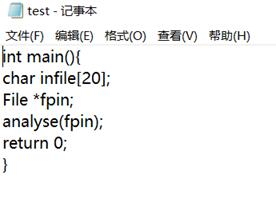 test - 记事本
文件(F) 编辑(E) 格式(O) 查看(V) 帮助(H)
int main(){
char infile[20];
File *fpin;
analyse(fpin);
return 0;
}